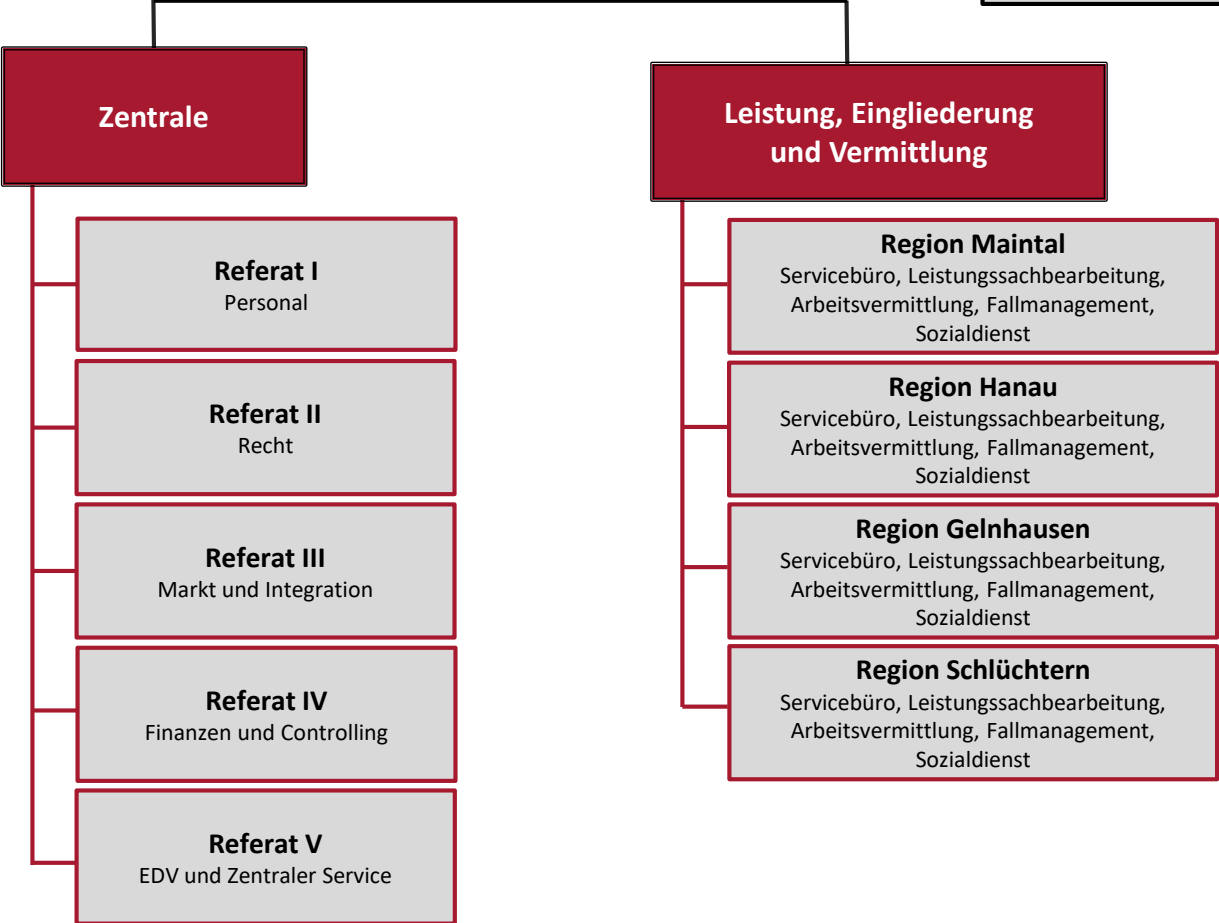 Zentrale
Referat I
Personal
Referat II
Recht
Referat III
Markt und Integration
Referat IV
Finanzen und Controlling
Referat V
EDV und Zentraler Service
Leistung, Eingliederung
und Vermittlung
Region Maintal
Servicebüro, Leistungssachbearbeitung,
Arbeitsvermittlung, Fallmanagement,
Sozialdienst
Region Hanau
Servicebüro, Leistungssachbearbeitung,
Arbeitsvermittlung, Fallmanagement,
Sozialdienst
Region Gelnhausen
Servicebüro, Leistungssachbearbeitung,
Arbeitsvermittlung, Fallmanagement,
Sozialdienst
Region Schlüchtern
Servicebüro, Leistungssachbearbeitung,
Arbeitsvermittlung, Fallmanagement,
Sozialdienst